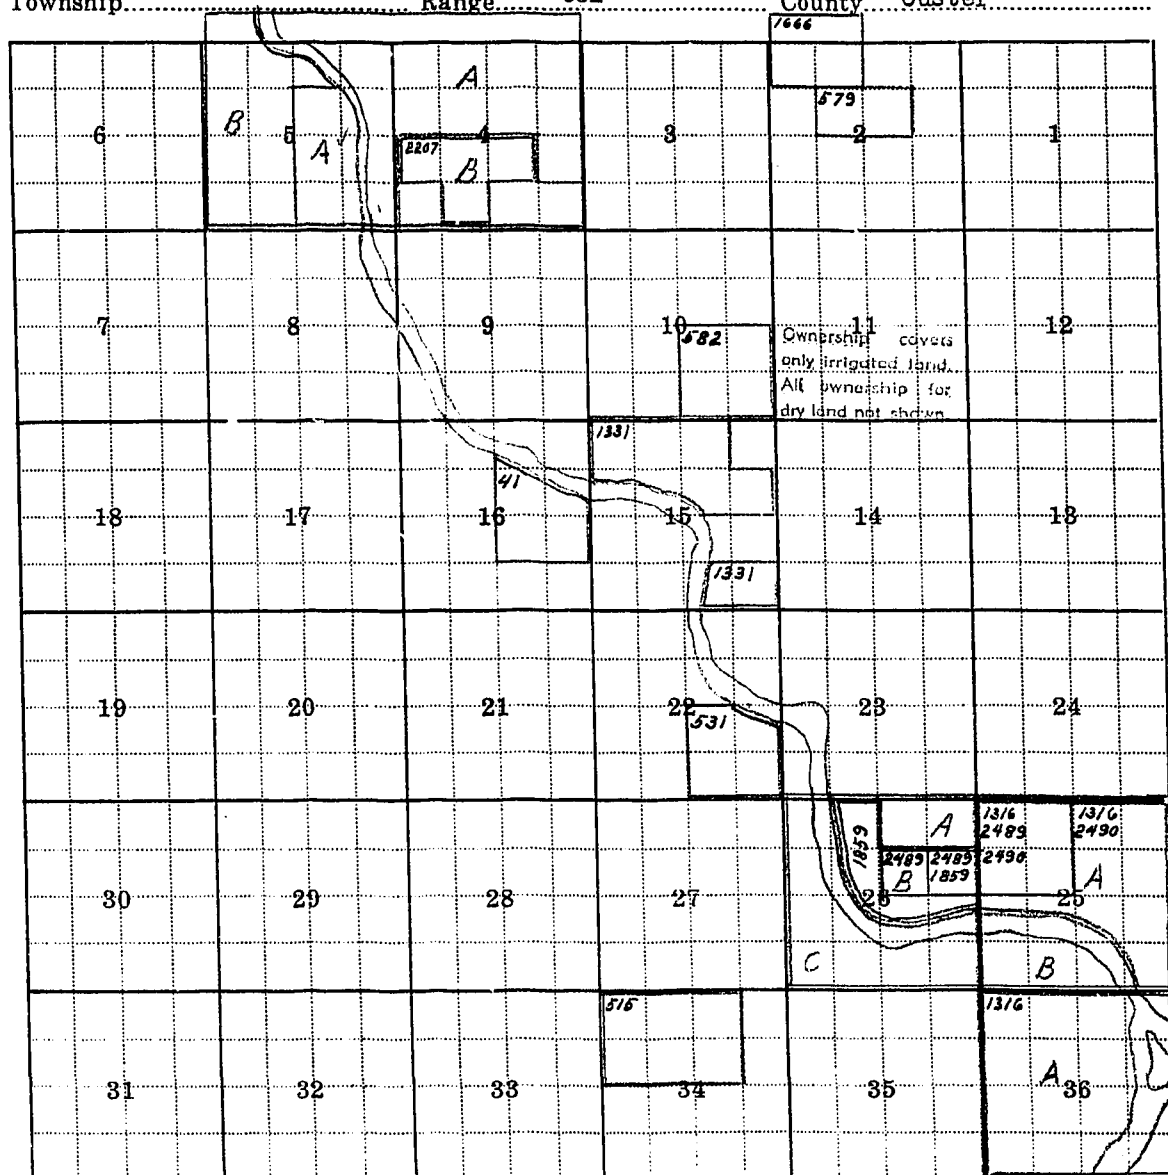 Township Range County Custer
1666
A
579
B
6 5 4 3 2 1
A
2207
B
7 8 9 10 11 12
582
Ownership covers
only irrigated land.
All ownership for
dry land not shown
1331
41
18 17 16 15 14 13
1331
19 20 21 22 23 24
531
1859
A
1316
2489
1316
2490
2489
2489
1859
2490
B
A
30 29 28 27 26 25
C
B
515
1316
A
31 32 33 34 35 36